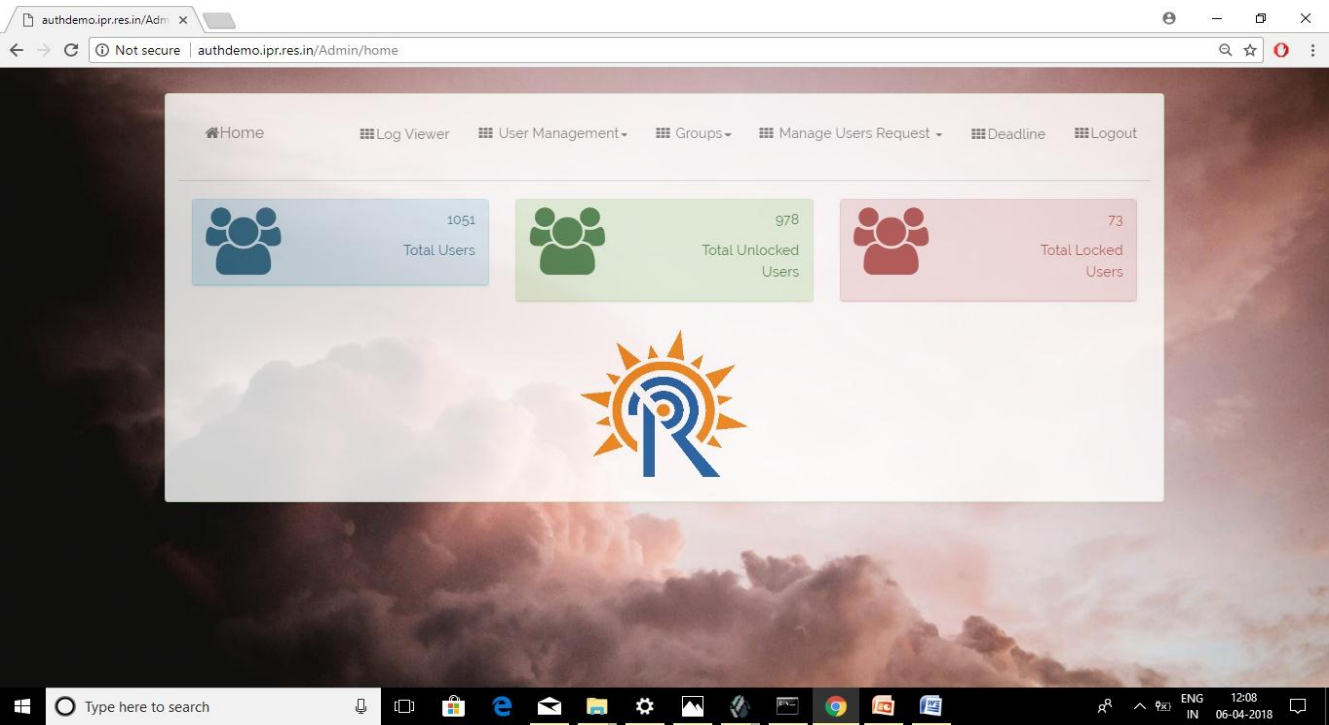 authdemo.ipr.res.in/Adm
Not secure | authdemo.ipr.res.in/Admin/home
Home
Log Viewer
User Management
Groups
Manage Users Request
Deadline
Logout
1051
Total Users
978
Total Unlocked
Users
73
Total Locked
Users
Type here to search
ENG
IN
12:08
06-04-2018